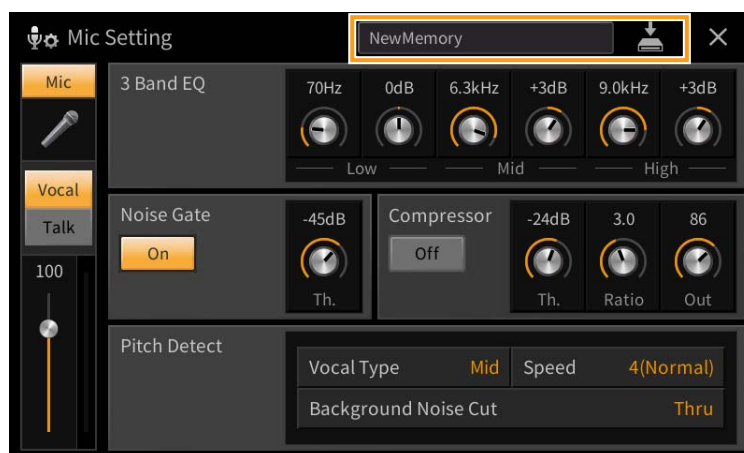 Mic Setting
NewMemory
Mic
3 Band EQ
70Hz 0dB 6.3kHz +3dB 9.0kHz +3dB
Low Mid High
Vocal
Talk
100
Noise Gate
On
-45dB
Th.
Compressor
Off
-24dB 3.0 86
Th. Ratio Out
Pitch Detect
Vocal Type Mid Speed 4(Normal)
Background Noise Cut Thru